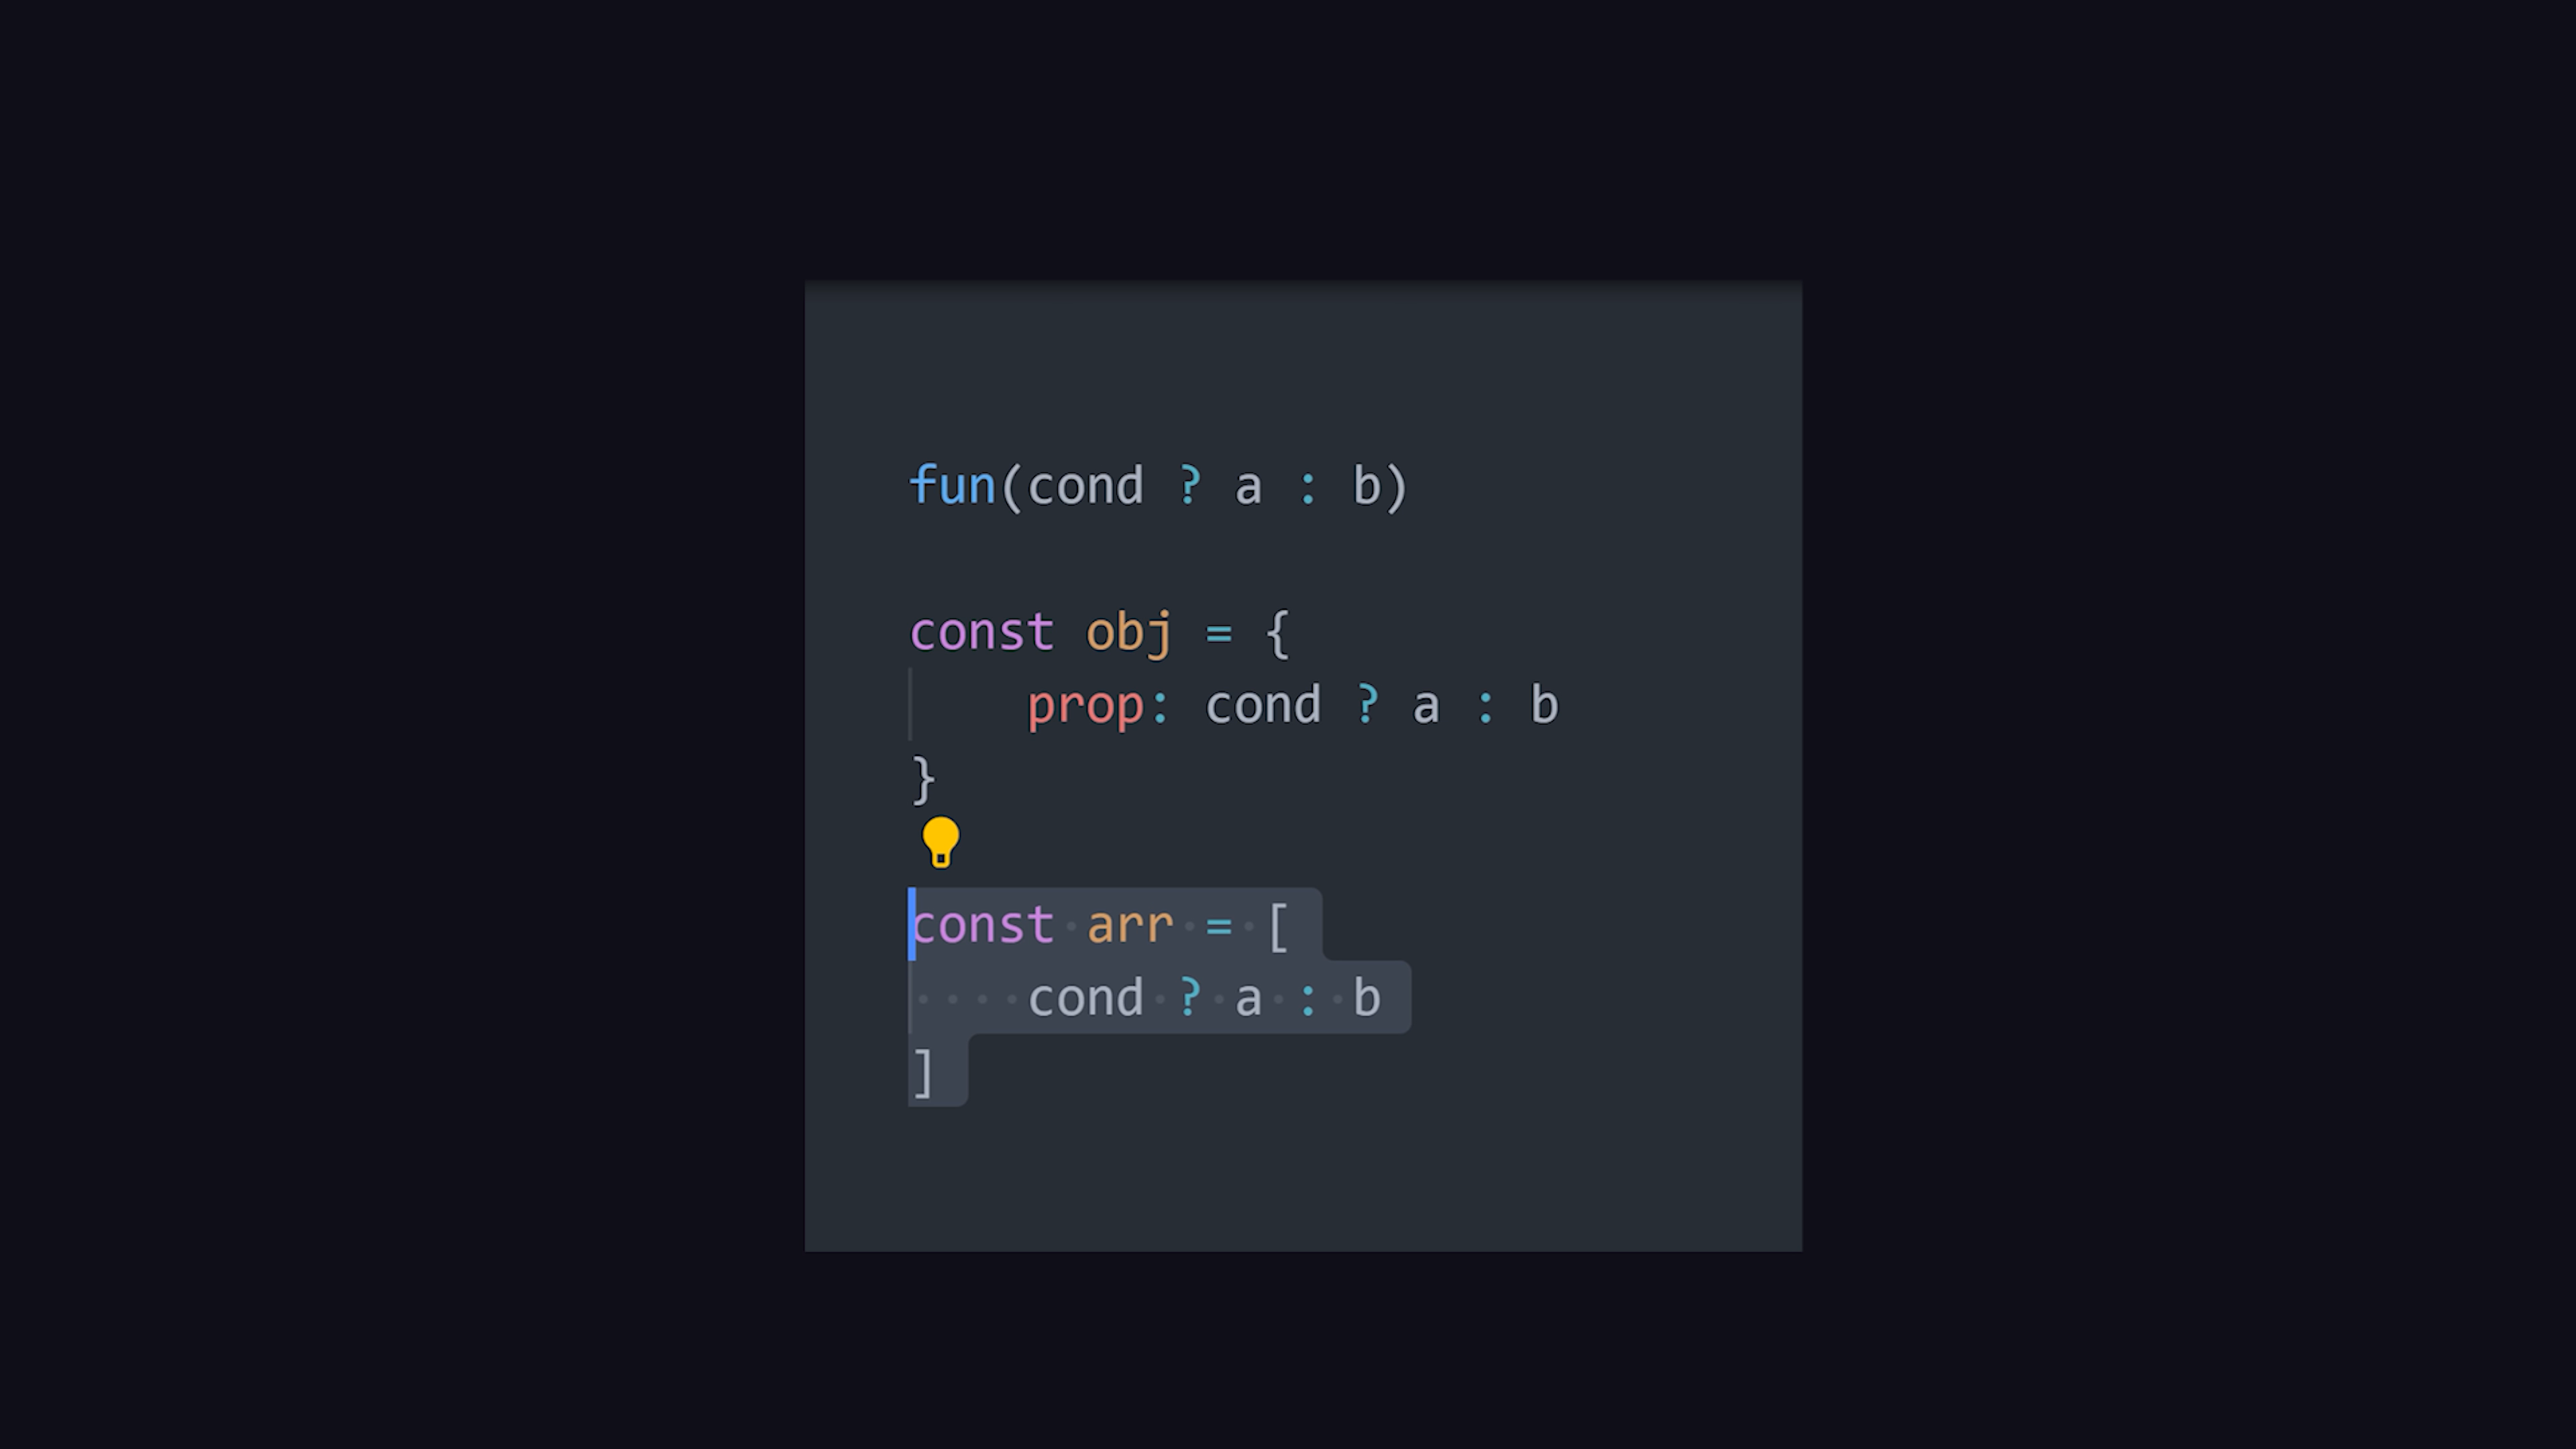 fun(cond ? a : b)
const obj = {
    prop: cond ? a : b
}
const arr = [
    cond ? a : b
]